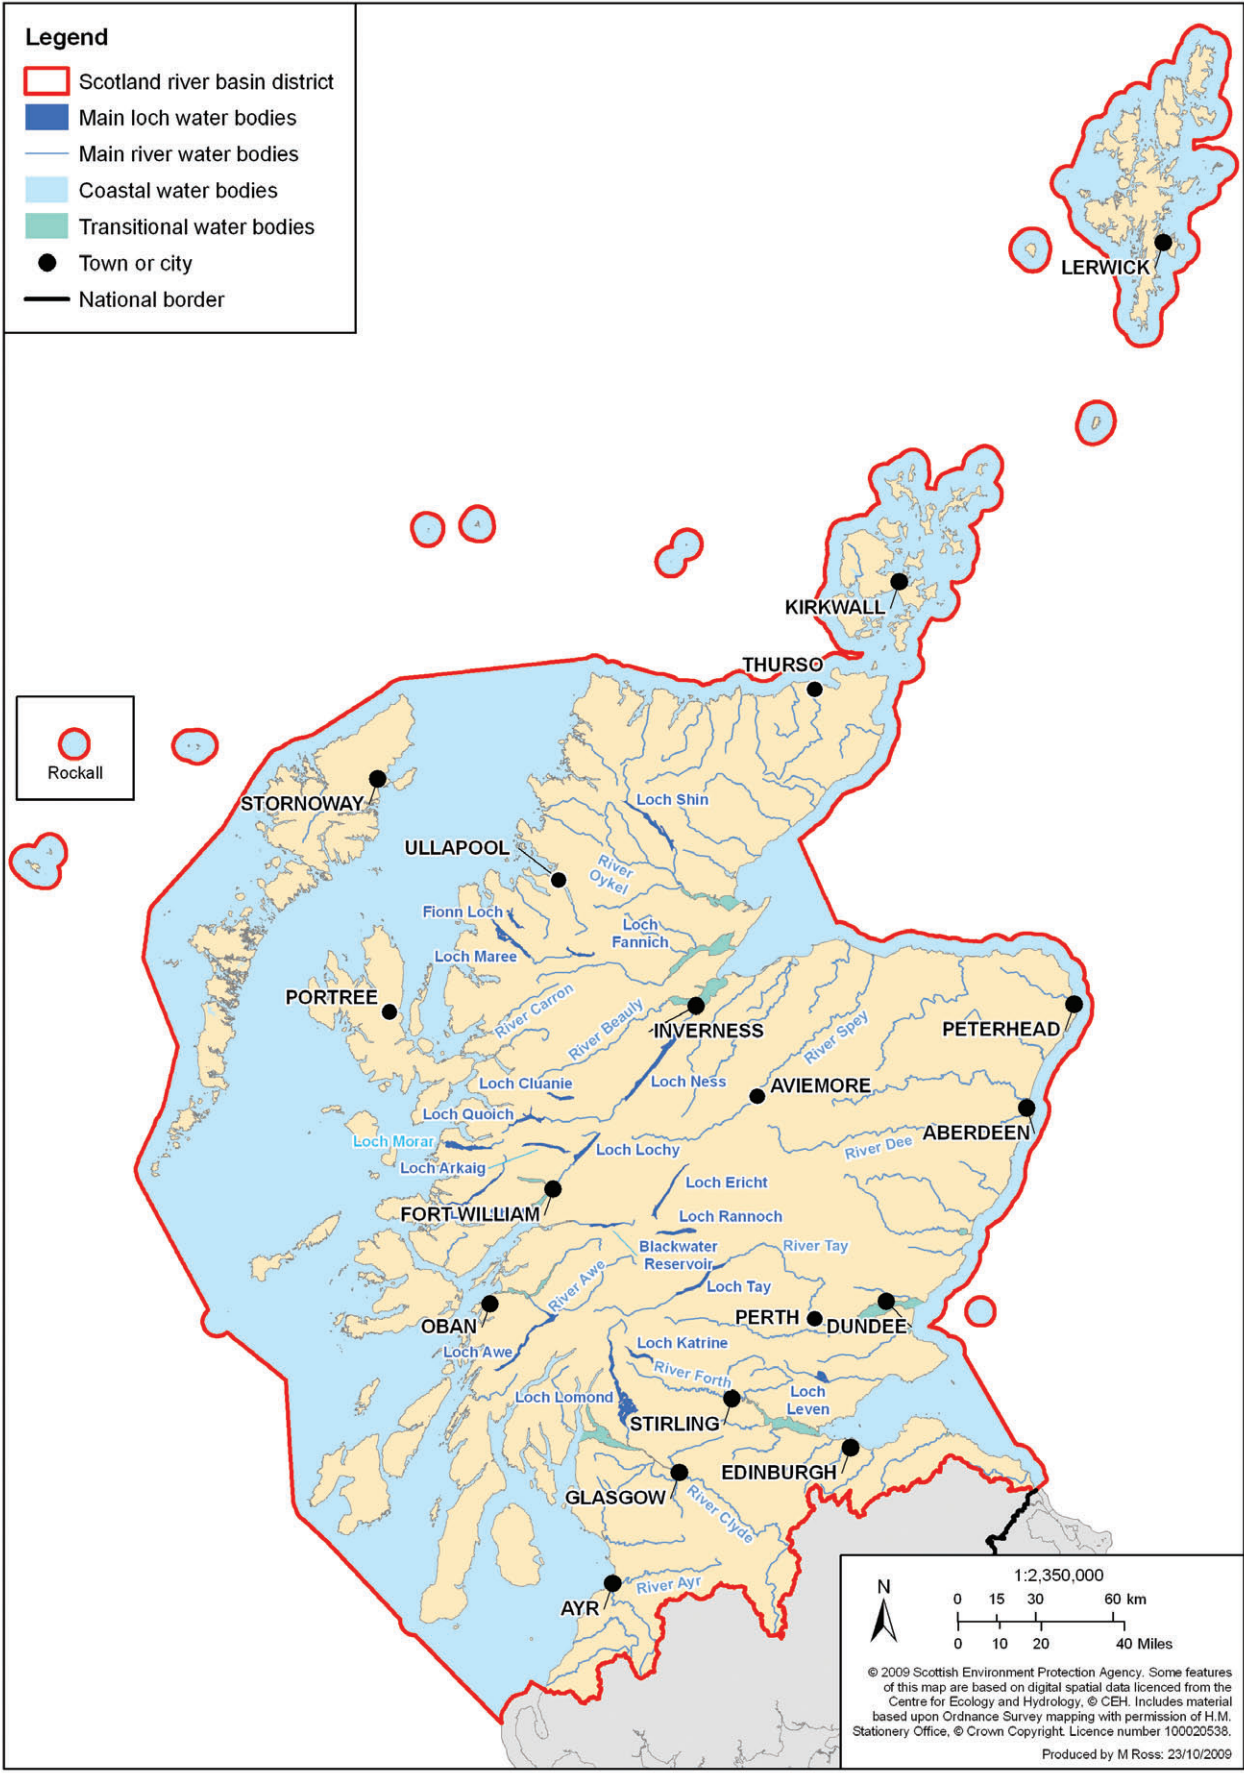 Legend
Scotland river basin district
Main loch water bodies
Main river water bodies
Coastal water bodies
Transitional water bodies
Town or city
National border
LERWICK
KIRKWALL
THURSO
Rockall
STORNOWAY
Loch Shin
ULLAPOOL
River
Oykel
Fionn Loch
Loch
Fannich
Loch Maree
PORTREE
River Carron
River Beauly
INVERNESS
River Spey
PETERHEAD
Loch Cluanie
Loch Ness
AVIEMORE
Loch Quoich
ABERDEEN
Loch Morar
Loch Arkaig
Loch Lochy
River Dee
Loch Ericht
FORT WILLIAM
Loch Rannoch
Blackwater
Reservoir
River Tay
River Awe
Loch Tay
OBAN
PERTH
DUNDEE
Loch Awe
Loch Katrine
River Forth
Loch Lomond
Loch
Leven
STIRLING
EDINBURGH
GLASGOW
River Clyde
AYR
River Ayr
N
1:2,350,000
0 15 30 60 km
0 10 20 40 Miles
© 2009 Scottish Environment Protection Agency. Some features
of this map are based on digital spatial data licenced from the
Centre for Ecology and Hydrology, © CEH. Includes material
based upon Ordnance Survey mapping with permission of H.M.
Stationery Office, © Crown Copyright. Licence number 100020538.
Produced by M Ross: 23/10/2009